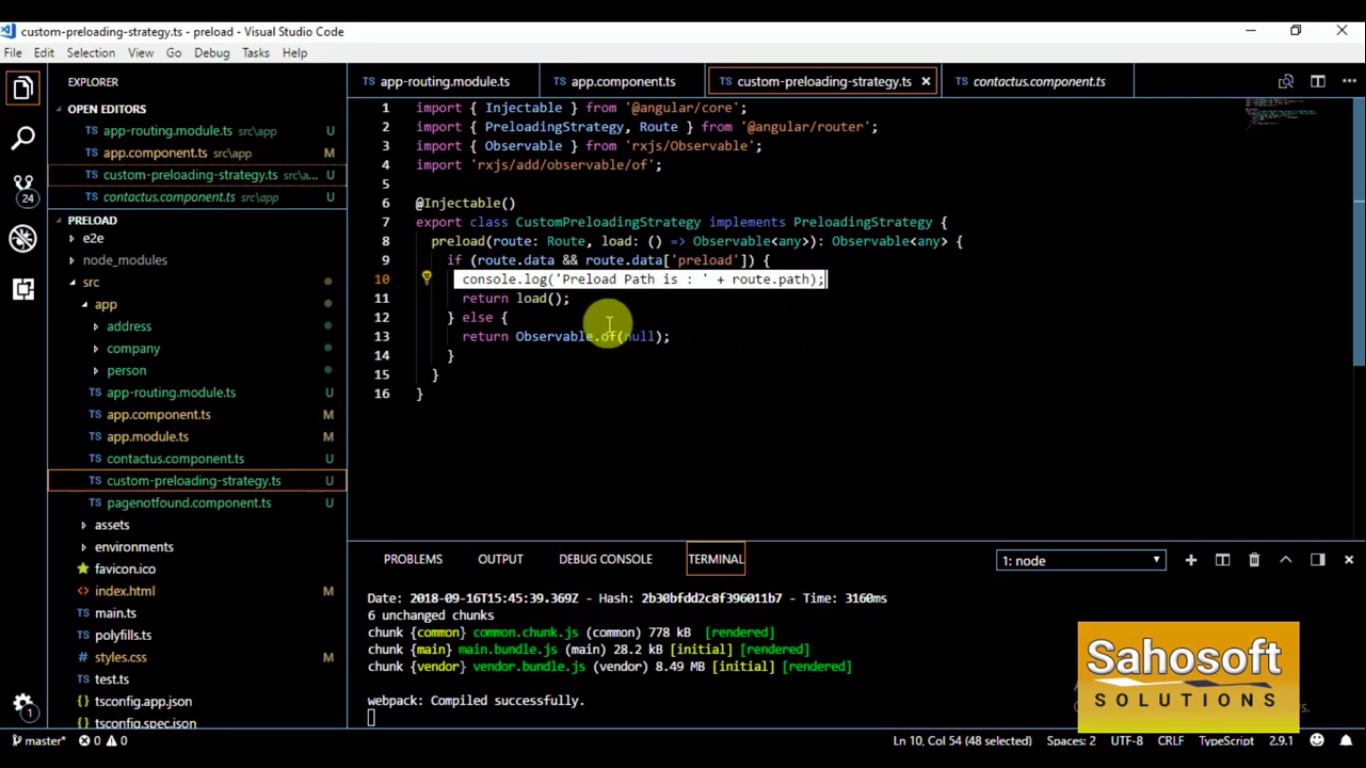 custom-preloading-strategy.ts - preload - Visual Studio Code
File Edit Selection View Go Debug Tasks Help
EXPLORER
OPEN EDITORS
TS app-routing.module.ts src\app U
TS app.component.ts src\app M
TS custom-preloading-strategy.ts src\a... U
TS contactus.component.ts src\app U
PRELOAD
e2e
node_modules
src
app
address
company
person
TS app-routing.module.ts U
TS app.component.ts M
TS app.module.ts M
TS contactus.component.ts U
TS custom-preloading-strategy.ts U
TS pagenotfound.component.ts U
assets
environments
favicon.ico
<> index.html M
TS main.ts
TS polyfills.ts
# styles.css M
TS test.ts
{} tsconfig.app.json
{} tsconfig.spec.json
24
1
TS app-routing.module.ts TS app.component.ts TS custom-preloading-strategy.ts × TS contactus.component.ts
1 import { Injectable } from '@angular/core';
2 import { PreloadingStrategy, Route } from '@angular/router';
3 import { Observable } from 'rxjs/Observable';
4 import 'rxjs/add/observable/of';
5
6 @Injectable()
7 export class CustomPreloadingStrategy implements PreloadingStrategy {
8 preload(route: Route, load: () => Observable<any>): Observable<any> {
9 if (route.data && route.data['preload']) {
10 console.log('Preload Path is : ' + route.path);
11 return load();
12 } else {
13 return Observable.of(null);
14 }
15 }
16 }
PROBLEMS OUTPUT DEBUG CONSOLE TERMINAL 1: node
Date: 2018-09-16T15:45:39.369Z - Hash: 2b30bfdd2c8f396011b7 - Time: 3160ms
6 unchanged chunks
chunk {common} common.chunk.js (common) 778 kB [rendered]
chunk {main} main.bundle.js (main) 28.2 kB [initial] [rendered]
chunk {vendor} vendor.bundle.js (vendor) 8.49 MB [initial] [rendered]
webpack: Compiled successfully.
Sahosoft
SOLUTIONS
master* 0 0 Ln 10, Col 54 (48 selected) Spaces: 2 UTF-8 CRLF TypeScript 2.9.1